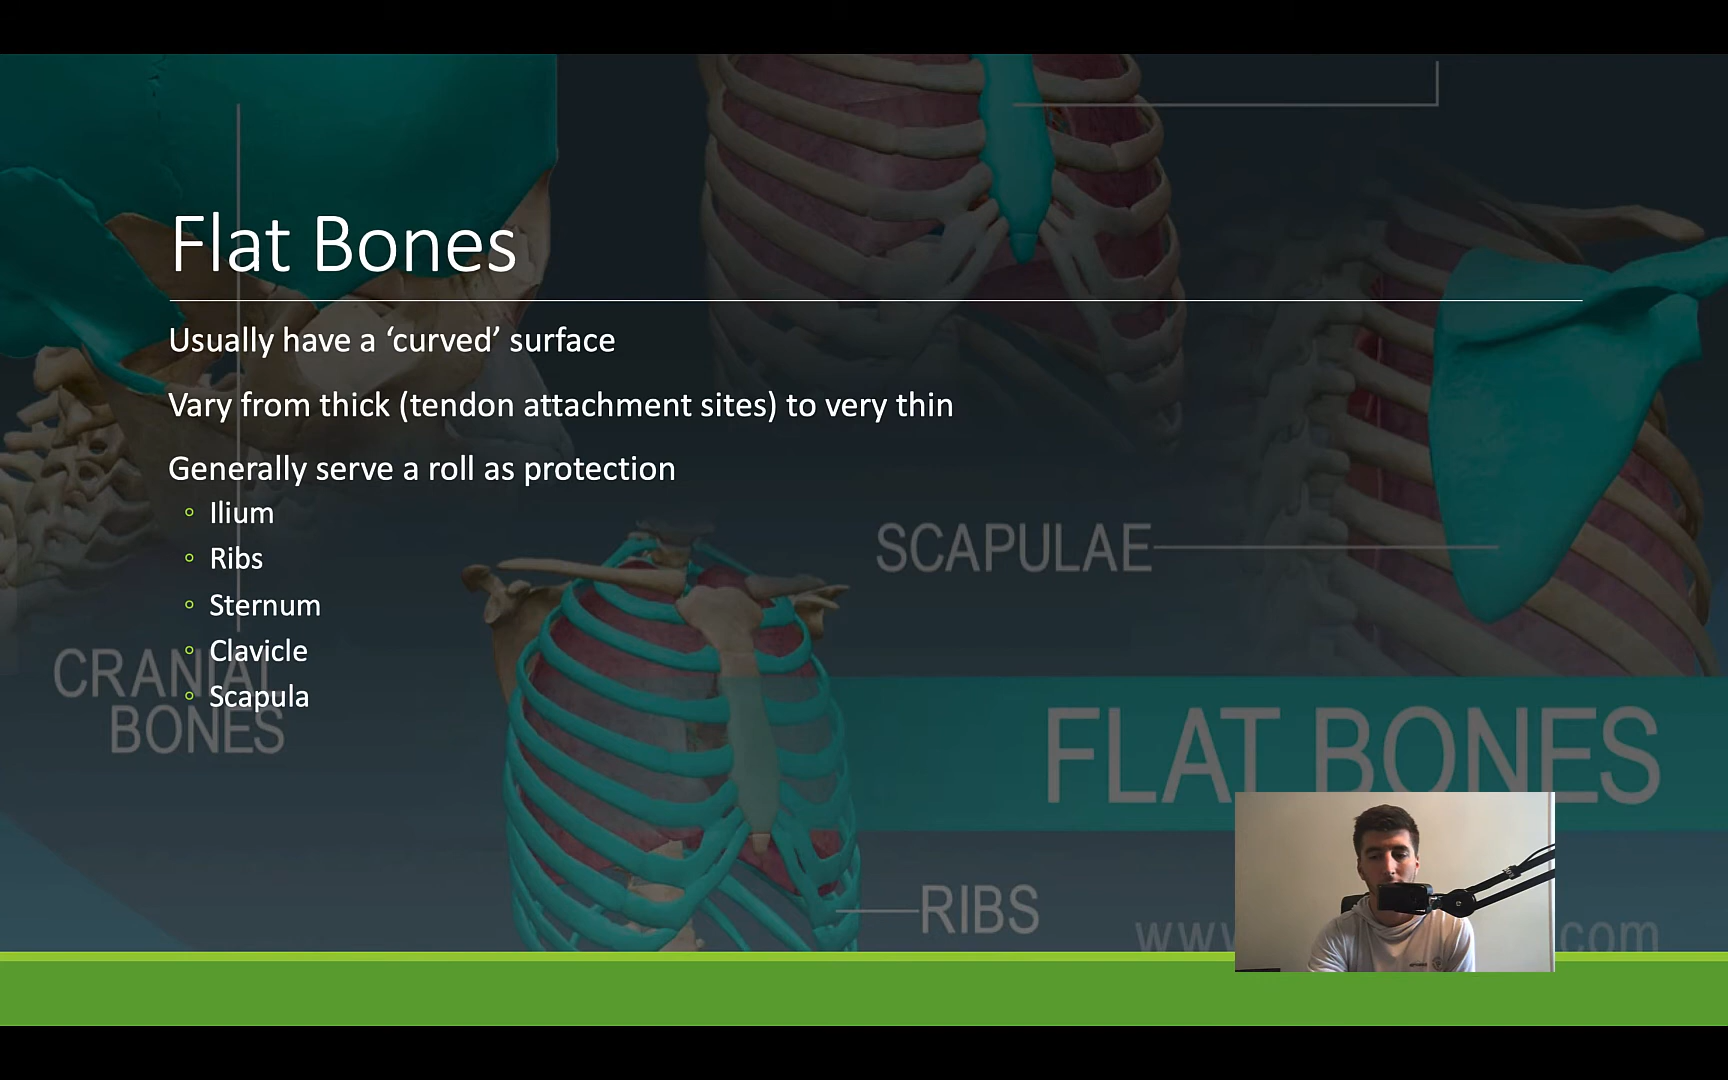 Flat Bones
Usually have a ‘curved’ surface
Vary from thick (tendon attachment sites) to very thin
Generally serve a roll as protection
Ilium
Ribs
Sternum
Clavicle
Scapula
SCAPULAE
CRANIAL
BONES
FLAT BONES
RIBS
www
com